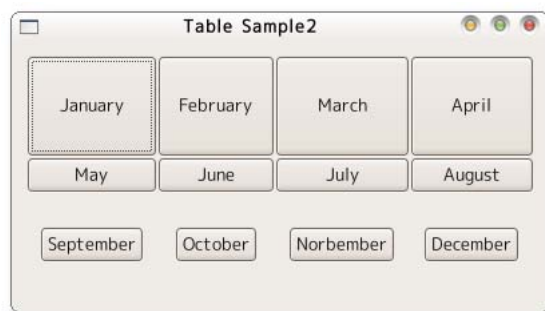 Table Sample2
January February March April
May June July August
September October Norbember December